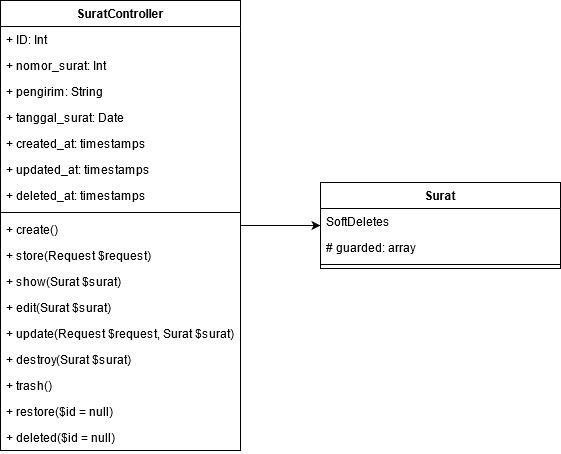 SuratController
+ ID: Int
+ nomor_surat: Int
+ pengirim: String
+ tanggal_surat: Date
+ created_at: timestamps
+ updated_at: timestamps
+ deleted_at: timestamps
+ create()
+ store(Request $request)
+ show(Surat $surat)
+ edit(Surat $surat)
+ update(Request $request, Surat $surat)
+ destroy(Surat $surat)
+ trash()
+ restore($id = null)
+ deleted($id = null)
Surat
SoftDeletes
# guarded: array